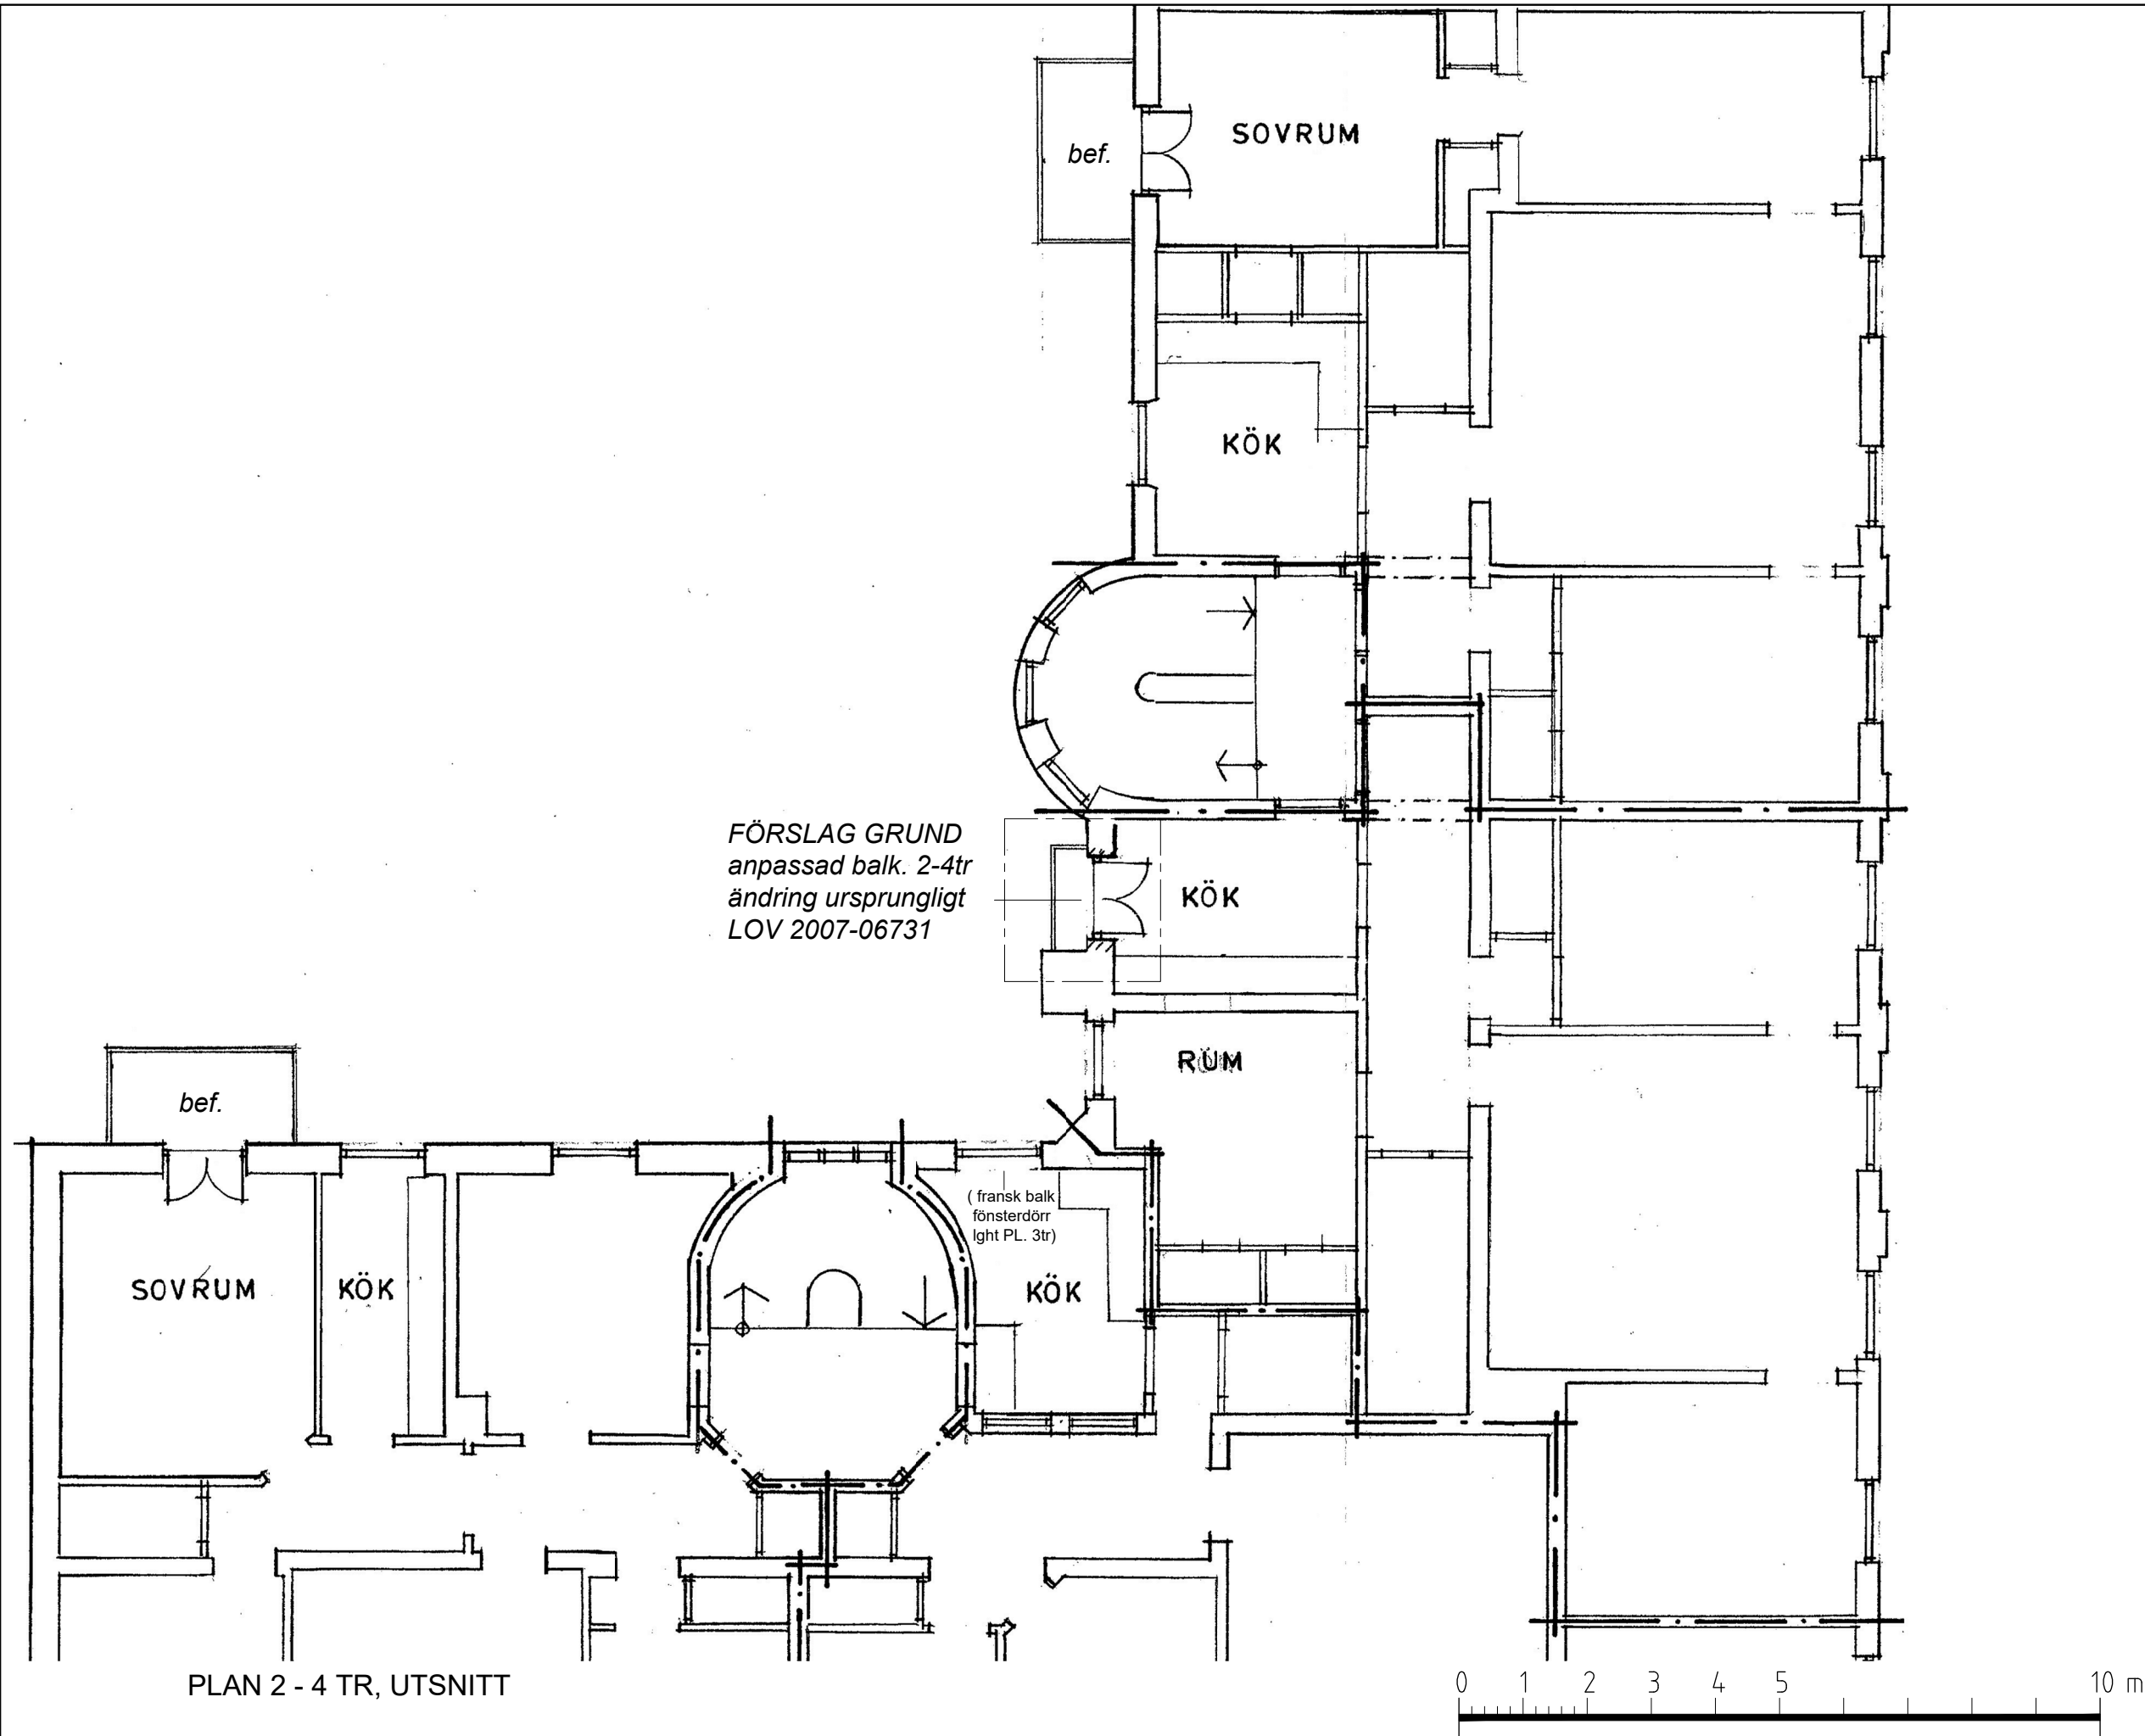 SOVRUM
bef.
KÖK
FÖRSLAG GRUND
anpassad balk. 2-4tr
ändring ursprungligt
LOV 2007-06731
KÖK
RUM
bef.
( fransk balk
fönsterdörr
lght PL. 3tr)
SOVRUM
KÖK
KÖK
PLAN 2 - 4 TR, UTSNITT
0 1 2 3 4 5 10 m